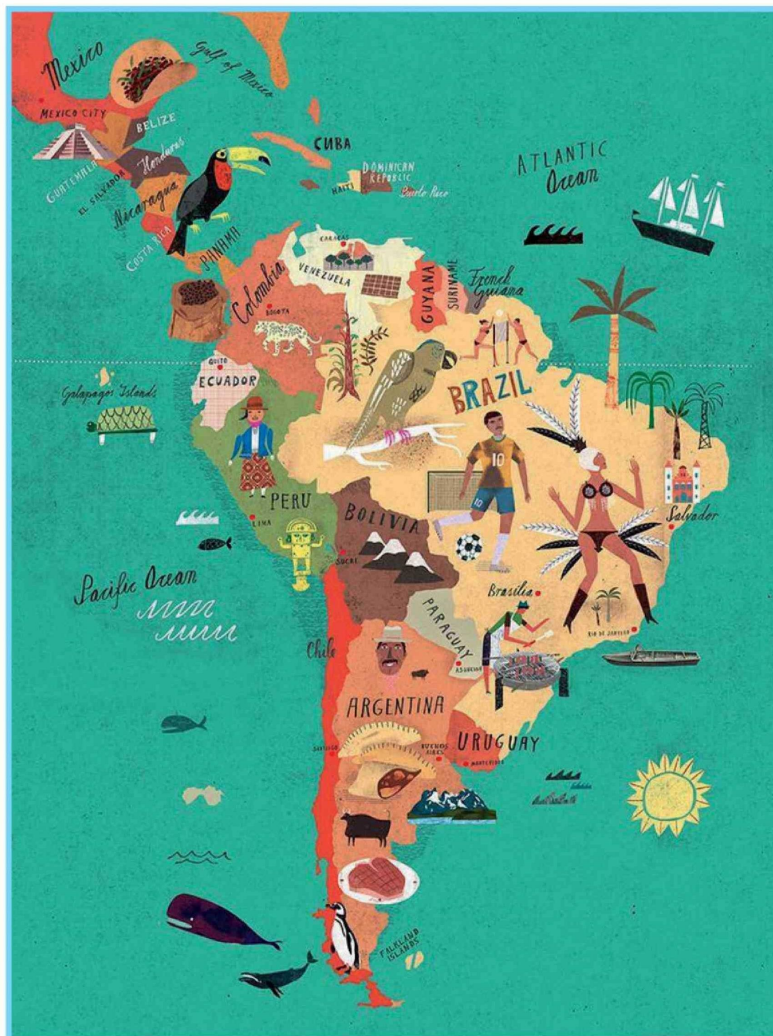 Mexico
Gulf of Mexico
MEXICO CITY
BELIZE
CUBA
ATLANTIC
Ocean
GUATEMALA
Honduras
EL SALVADOR
Nicaragua
HAITI
DOMINICAN
REPUBLIC
Puerto Rico
COSTA RICA
PANAMA
CARACAS
VENEZUELA
Colombia
BOGOTA
GUYANA
SURINAME
French
Guiana
QUITO
ECUADOR
Galapagos Islands
BRAZIL
10
10
PERU
LIMA
BOLIVIA
SUCRE
Salvador
Pacific Ocean
Brasilia
PARAGUAY
ASUNCION
RIO DE JANEIRO
Chile
ARGENTINA
SANTIAGO
BUENOS
AIRES
URUGUAY
MONTEVIDEO
FALKLAND
ISLANDS